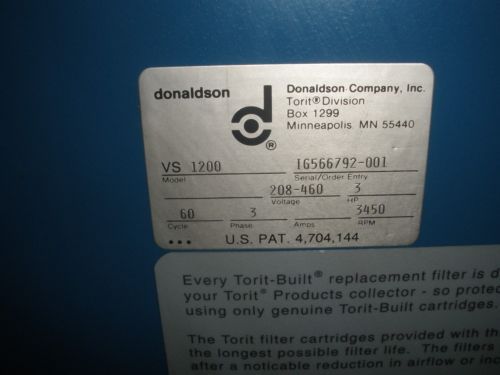 donaldson
Donaldson Company, Inc.
Torit® Division
Box 1299
Minneapolis MN 55440
VS 1200
IG566792-001
Model
Serial/Order Entry
208-460
3
Voltage
HP
60
3
3450
Cycle
Phase
Amps
RPM
U.S. PAT. 4,704,144
Every Torit-Built® replacement filter is d
your Torit® Products collector - so prote
using only genuine Torit-Built cartridges.
The Torit filter cartridges provided with th
the longest possible filter life. The filters
after a noticable reduction in airflow or in